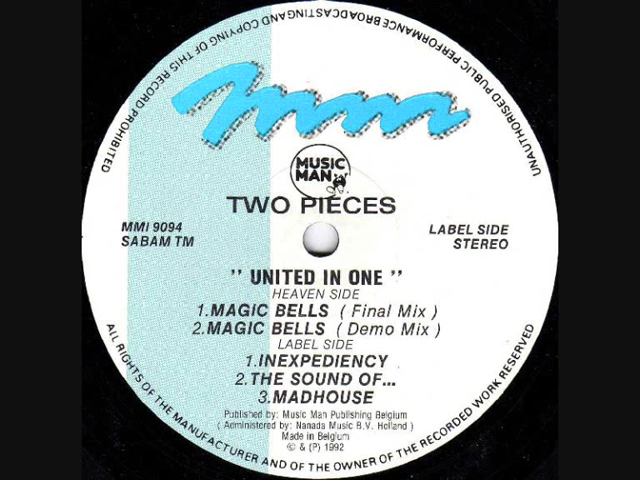 UNAUTHORISED PUBLIC PERFORMANCE BROADCASTING AND COPYING OF THIS RECORD PROHIBITED
mm
MUSIC
MAN
TWO PIECES
MMI 9094
SABAM TM
LABEL SIDE
STEREO
" UNITED IN ONE "
HEAVEN SIDE
1.MAGIC BELLS ( Final Mix )
2.MAGIC BELLS ( Demo Mix )
LABEL SIDE
1.INEXPEDIENCY
2.THE SOUND OF...
3.MADHOUSE
Published by: Music Man Publishing Belgium
( Administered by: Nanada Music B.V. Holland )
Made in Belgium
© & (P) 1992
ALL RIGHTS OF THE MANUFACTURER AND OF THE OWNER OF THE RECORDED WORK RESERVED